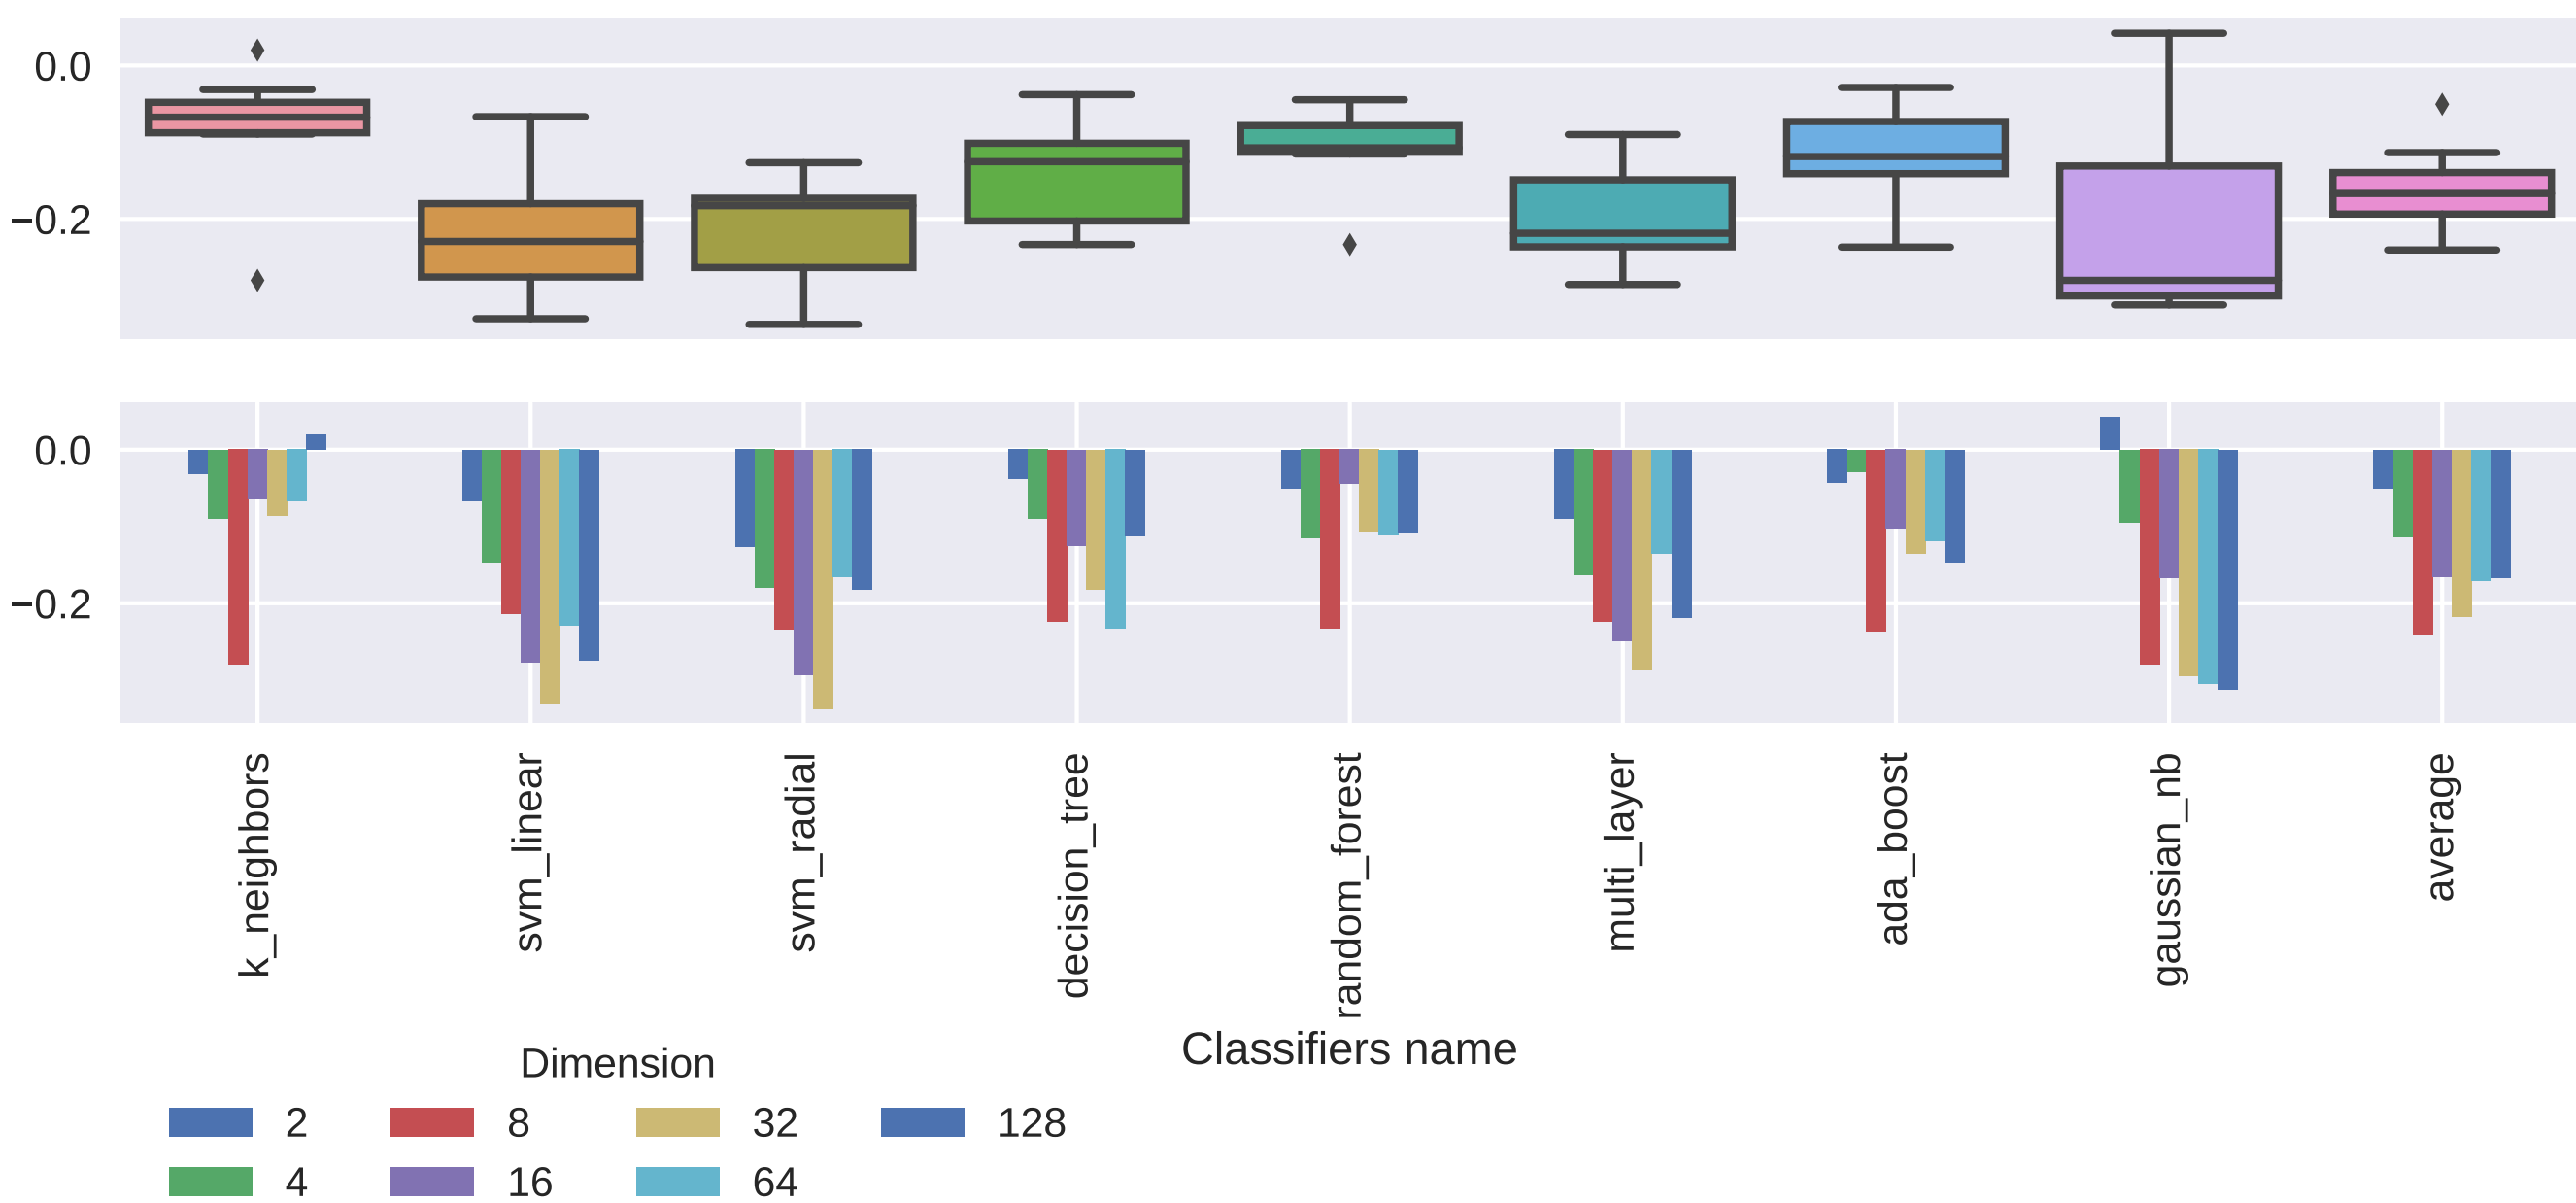 0.0
−0.2
0.0
−0.2
k_neighbors
svm_linear
svm_radial
decision_tree
random_forest
multi_layer
ada_boost
gaussian_nb
average
Classifiers name
Dimension
2 8 32 128
4 16 64